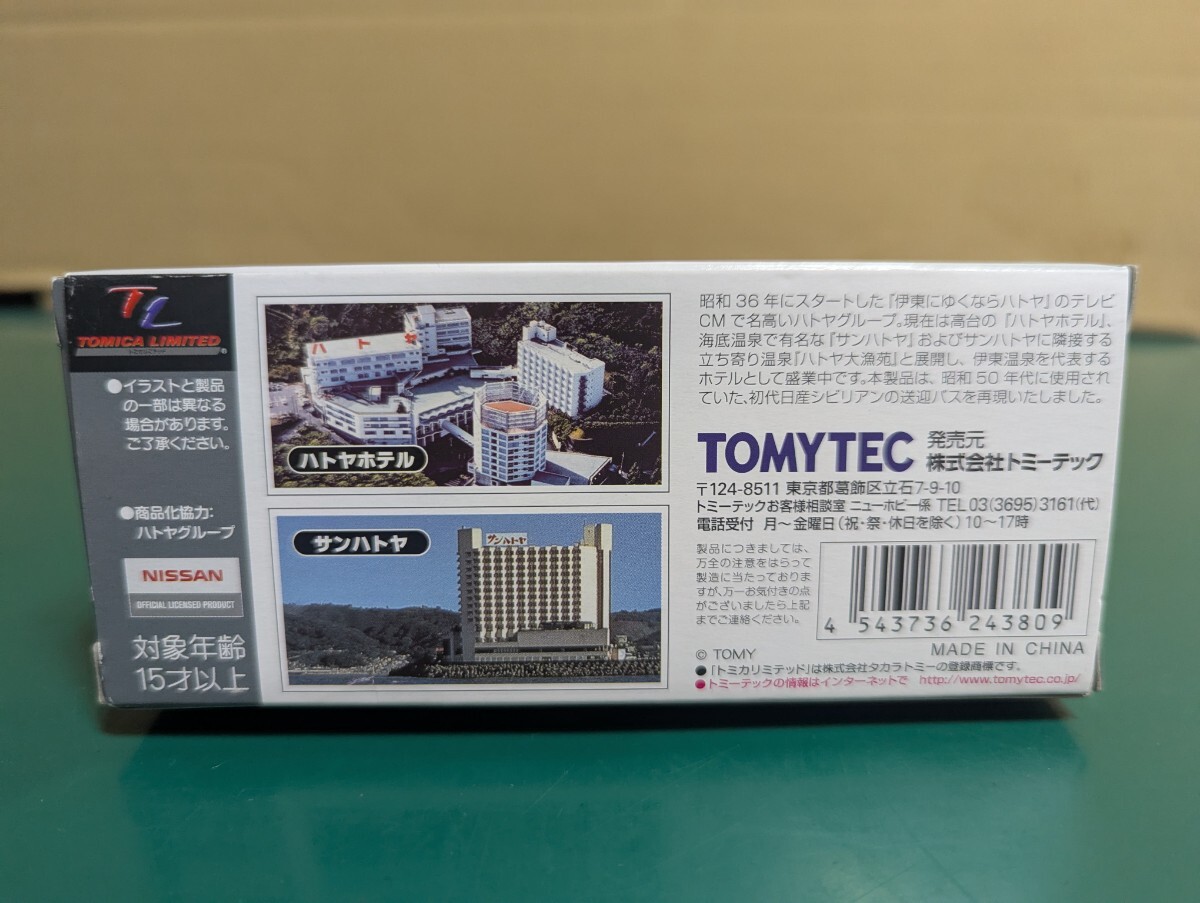 TL
TOMICA LIMITED
トミカリミテッド
®
●イラストと製品
の一部は異なる
場合があります。
ご了承ください。
●商品化協力:
ハトヤグループ
NISSAN
OFFICIAL LICENSED PRODUCT
対象年齢
15才以上
ハトヤ
ハトヤホテル
サンハトヤ
サンハトヤ
昭和36年にスタートした「伊東にゆくならハトヤ」のテレビ
CMで名高いハトヤグループ。現在は高台の「ハトヤホテル」、
海底温泉で有名な「サンハトヤ」およびサンハトヤに隣接する
立ち寄り温泉「ハトヤ大漁苑」と展開し、伊東温泉を代表する
ホテルとして盛業中です。本製品は、昭和50年代に使用され
ていた、初代日産シビリアンの送迎バスを再現いたしました。
TOMYTEC 発売元
株式会社トミーテック
〒124-8511 東京都葛飾区立石7-9-10
トミーテックお客様相談室 ニューホビー係 TEL 03(3695)3161(代)
電話受付 月〜金曜日(祝・祭・休日を除く)10〜17時
製品につきましては、
万全の注意をはらって
製造に当たっておりま
すが、万一お気付きの点
がございましたら上記
までご連絡ください。
4 543736 243809
© TOMY
MADE IN CHINA
●「トミカリミテッド」は株式会社タカラトミーの登録商標です。
●トミーテックの情報はインターネットで http://www.tomytec.co.jp/